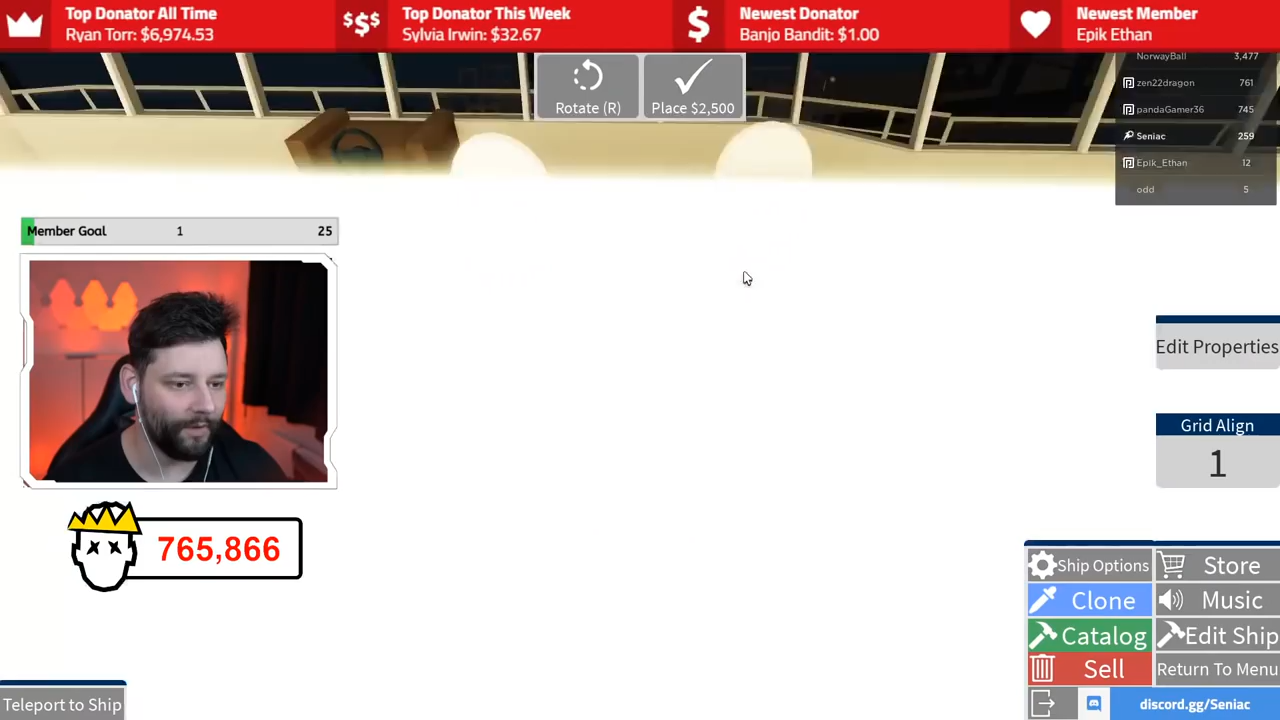 Top Donator All Time
Ryan Torr: $6,974.53
Top Donator This Week
Sylvia Irwin: $32.67
Newest Donator
Banjo Bandit: $1.00
Newest Member
Epik Ethan
Rotate (R)
Place $2,500
NorwayBall 3,477
zen22dragon 761
pandaGamer36 745
Seniac 259
Epik_Ethan 12
odd 5
Member Goal 1 25
765,866
Edit Properties
Grid Align
1
Ship Options
Store
Clone
Music
Catalog
Edit Ship
Sell
Return To Menu
discord.gg/Seniac
Teleport to Ship